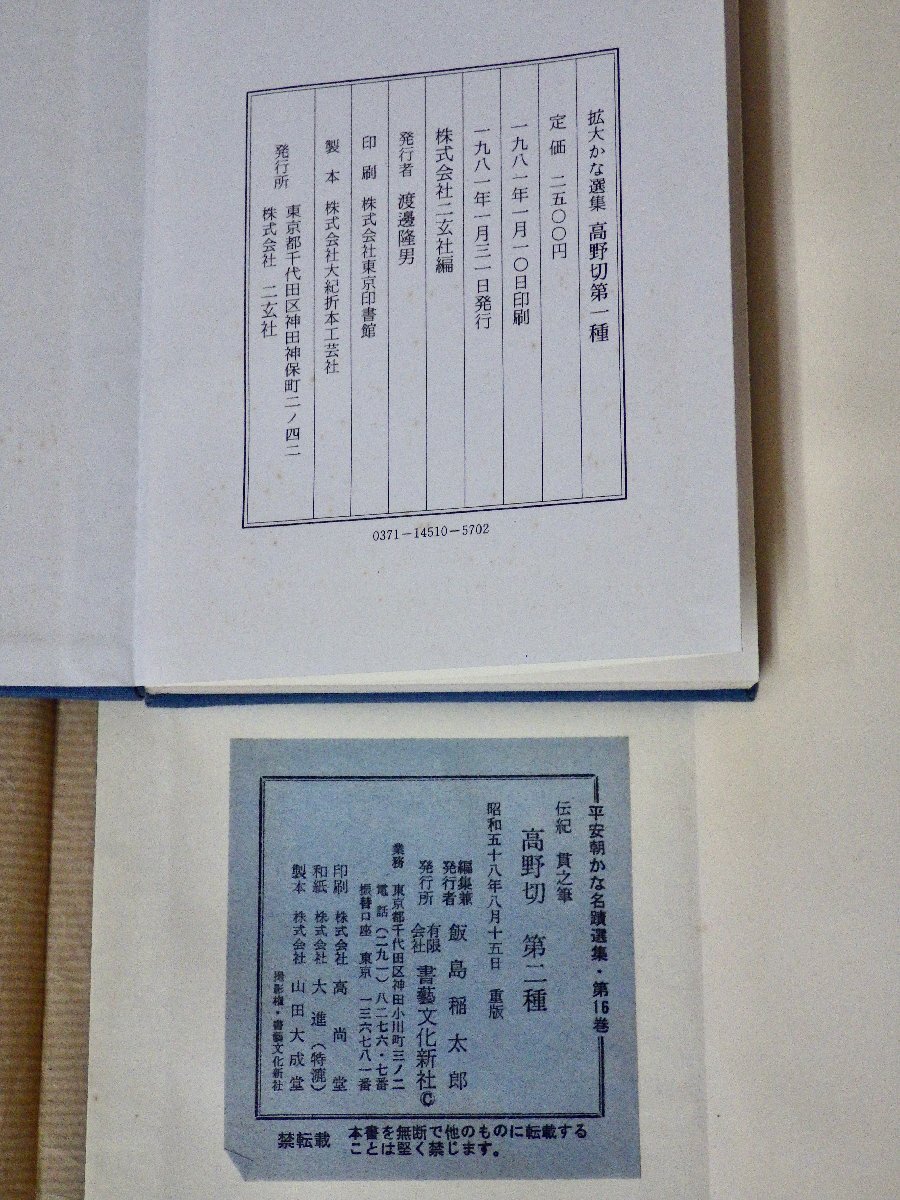 拡大かな選集 高野切第一種
定価 二五〇〇円
一九八一年一月一〇日印刷
一九八一年一月三一日発行
株式会社二玄社編
発行者 渡邊隆男
印刷 株式会社東京印書館
製本 株式会社大紀折本工芸社
発行所 東京都千代田区神田神保町二ノ四二
株式会社 二玄社
0371-14510-5702
平安朝かな名蹟選集・第16巻
伝紀 貫之筆
高野切 第二種
昭和五十八年八月十五日 重版
編集兼
発行者 飯島稲太郎
発行所 有限会社 書藝文化新社©
業務 東京都千代田区神田小川町三ノ二
電話(二九一)八二七六・七番
振替口座 東京 一三六七八一番
印刷 株式会社 高尚堂
和紙 株式会社 大進(特漉)
製本 株式会社 山田大成堂
撮影権・書藝文化新社
禁転載 本書を無断で他のものに転載する
ことは堅く禁じます。